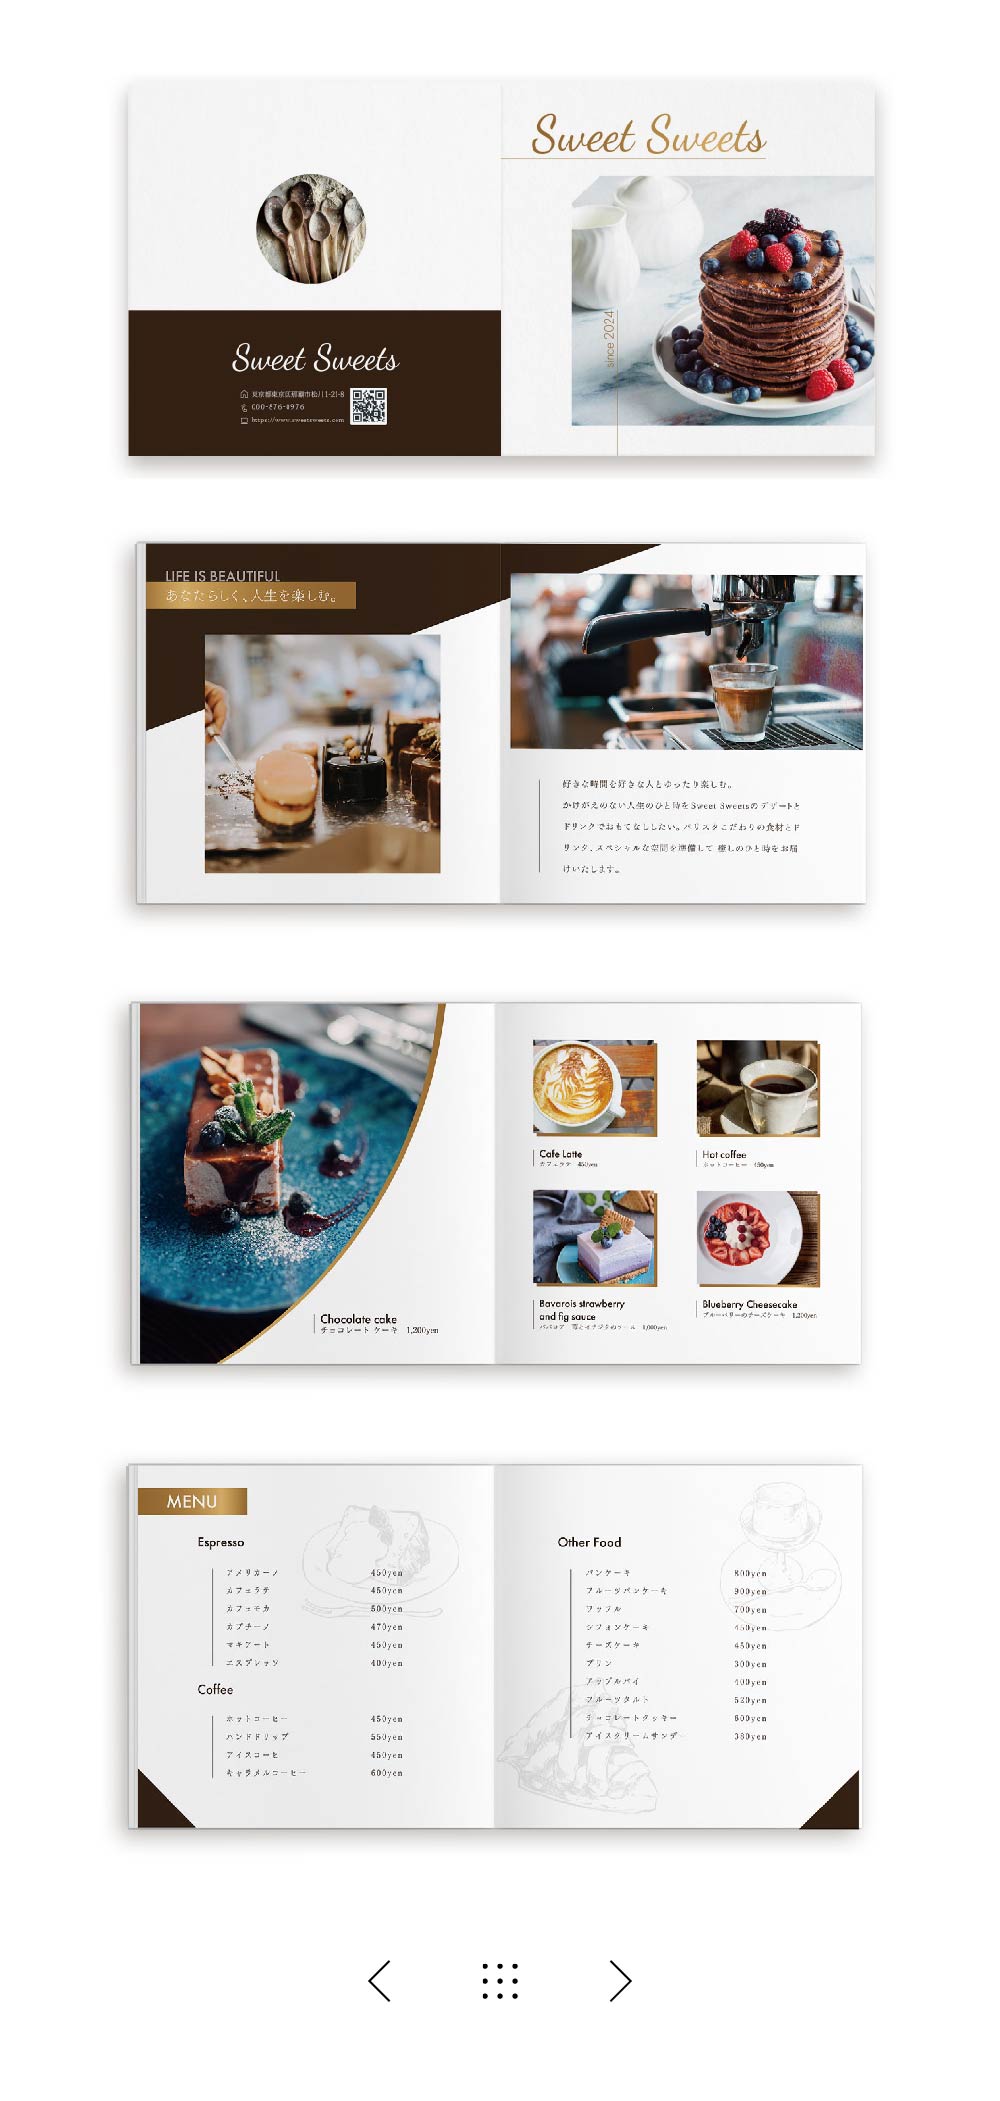 Sweet Sweets
Sweet Sweets
東京都東京区那覇市松川1-21-8
000-876-0976
https://www.sweetsweets.com
since 2024
LIFE IS BEAUTIFUL
あなたらしく、人生を楽しむ。
好きな時間を好きな人とゆったり楽しむ。
かけがえのない人生のひと時をSweet Sweetsのデザートと
ドリンクでおもてなししたい。バリスタこだわりの食材とド
リンク、スペシャルな空間を準備して 癒しのひと時をお届
けいたします。
Chocolate cake
チョコレート ケーキ 1,200yen
Cafe Latte
カフェラテ 450yen
Hot coffee
ホットコーヒー 450yen
Bavarois strawberry
and fig sauce
1,000yen
Blueberry Cheesecake
ブルーベリーのチーズケーキ 1,200yen
MENU
Espresso
アメリカーノ 450yen
カフェラテ 450yen
カフェモカ 500yen
カプチーノ 470yen
マキアート 450yen
エスプレッソ 400yen
Coffee
ホットコーヒー 450yen
ハンドドリップ 550yen
アイスコーヒー 450yen
キャラメルコーヒー 600yen
Other Food
パンケーキ 800yen
フルーツパンケーキ 900yen
ワッフル 700yen
シフォンケーキ 450yen
チーズケーキ 450yen
プリン 300yen
アップルパイ 400yen
フルーツタルト 520yen
チョコレートクッキー 600yen
アイスクリームサンデー 380yen